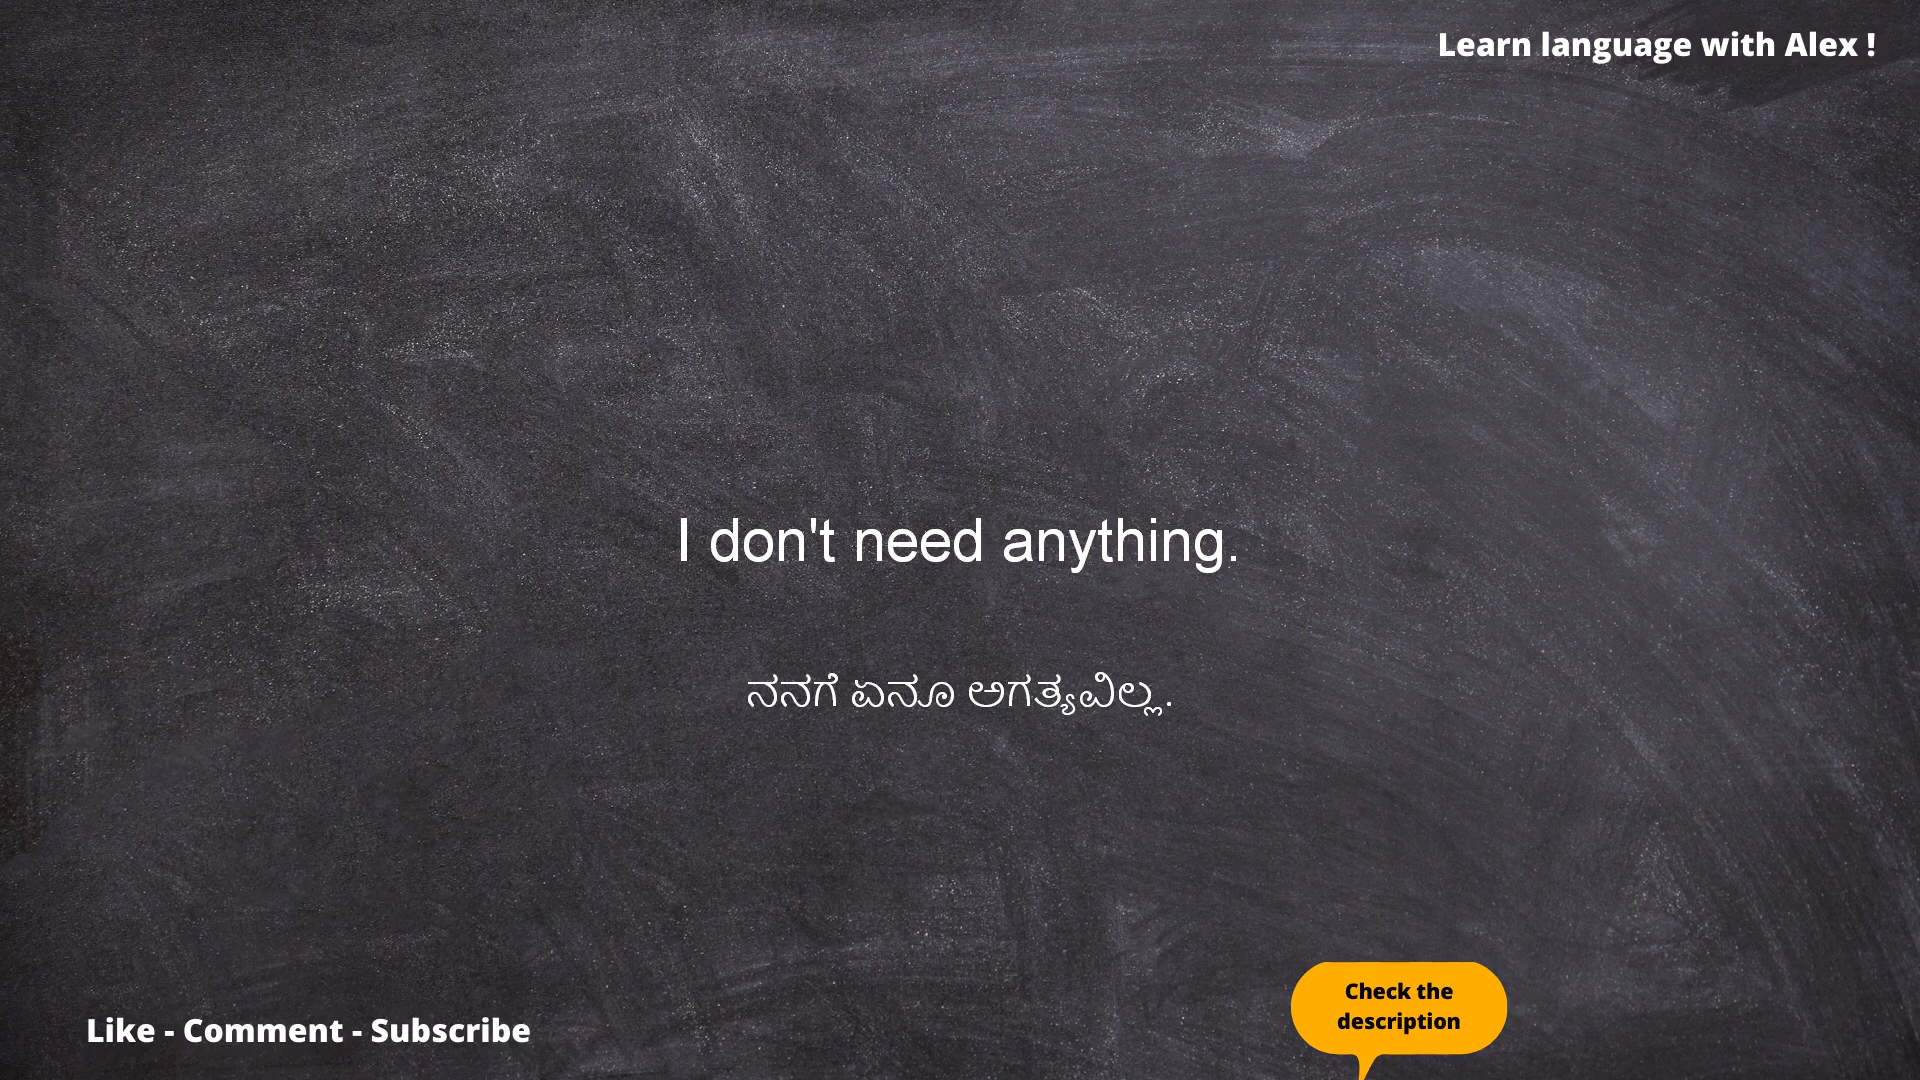 Learn language with Alex !
I don't need anything.
ನನಗೆ ಏನೂ ಅಗತ್ಯವಿಲ್ಲ.
Like - Comment - Subscribe
Check the
description